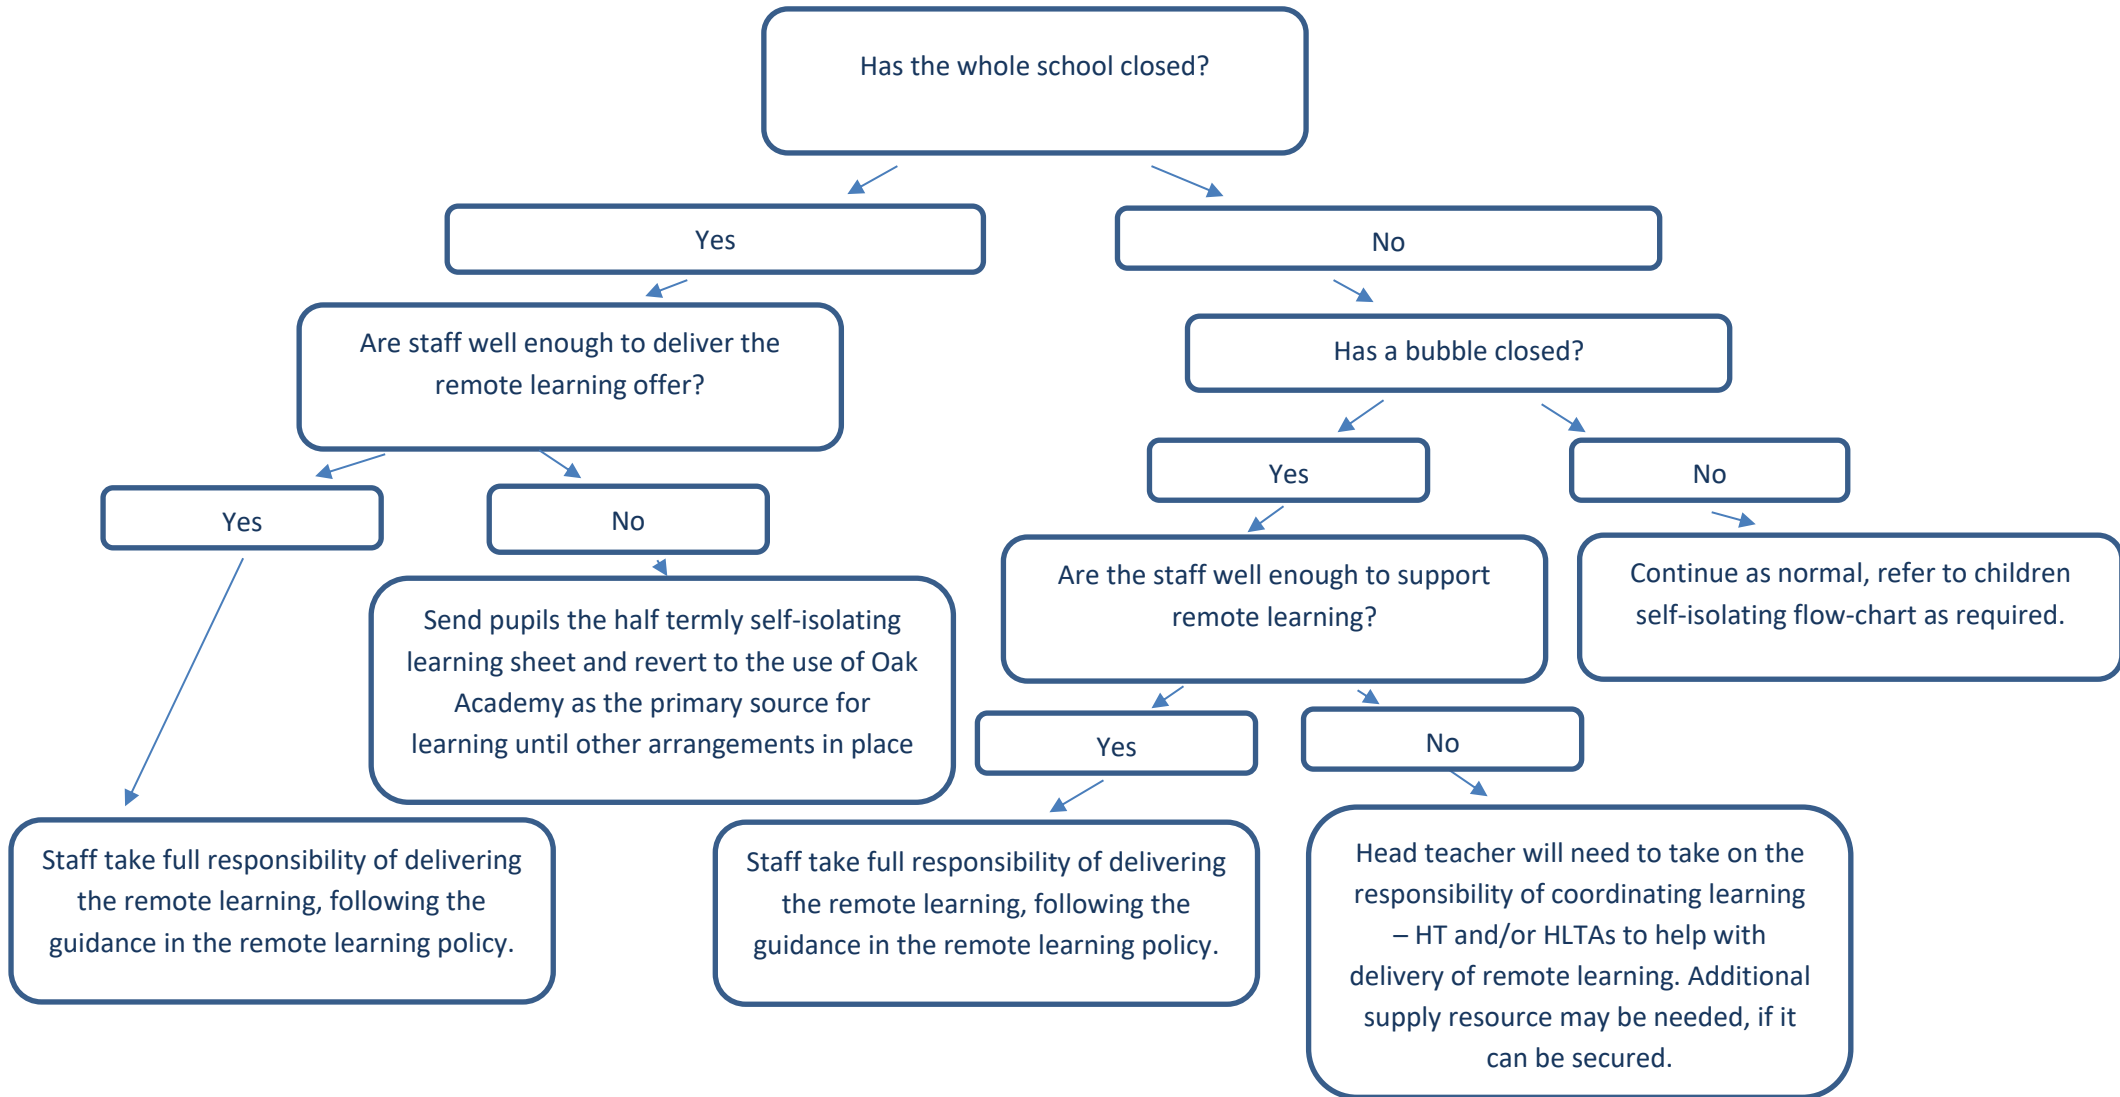 Has the whole school closed?
Yes
No
Are staff well enough to deliver the
remote learning offer?
Has a bubble closed?
Yes
No
Yes
No
Are the staff well enough to support
remote learning?
Continue as normal, refer to children
self-isolating flow-chart as required.
Send pupils the half termly self-isolating
learning sheet and revert to the use of Oak
Academy as the primary source for
learning until other arrangements in place
Yes
No
Staff take full responsibility of delivering
the remote learning, following the
guidance in the remote learning policy.
Staff take full responsibility of delivering
the remote learning, following the
guidance in the remote learning policy.
Head teacher will need to take on the
responsibility of coordinating learning
– HT and/or HLTAs to help with
delivery of remote learning. Additional
supply resource may be needed, if it
can be secured.